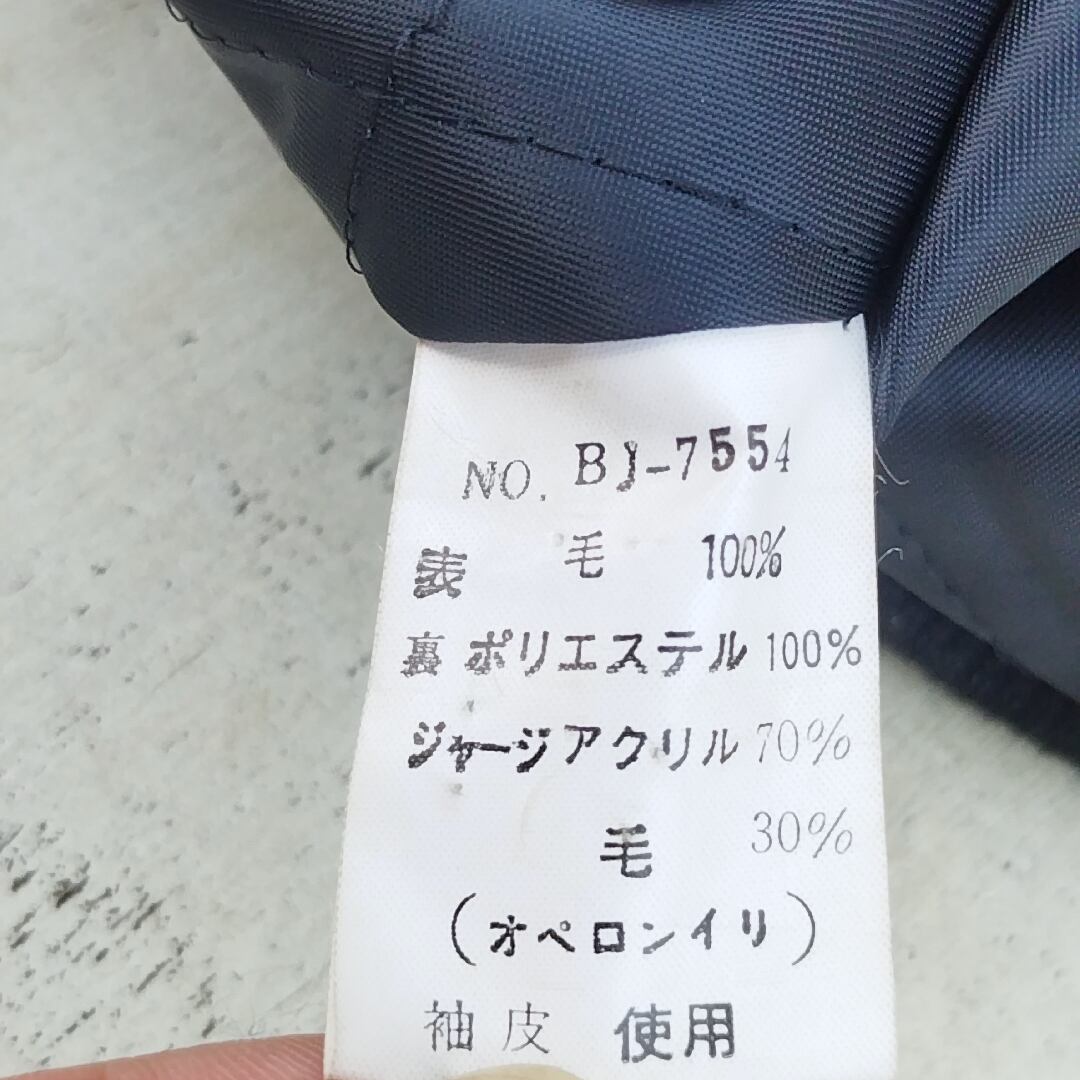 NO. BJ-7554
表 毛 100%
裏 ポリエステル 100%
ジャージアクリル 70%
毛 30%
(オペロンイリ)
袖皮 使用